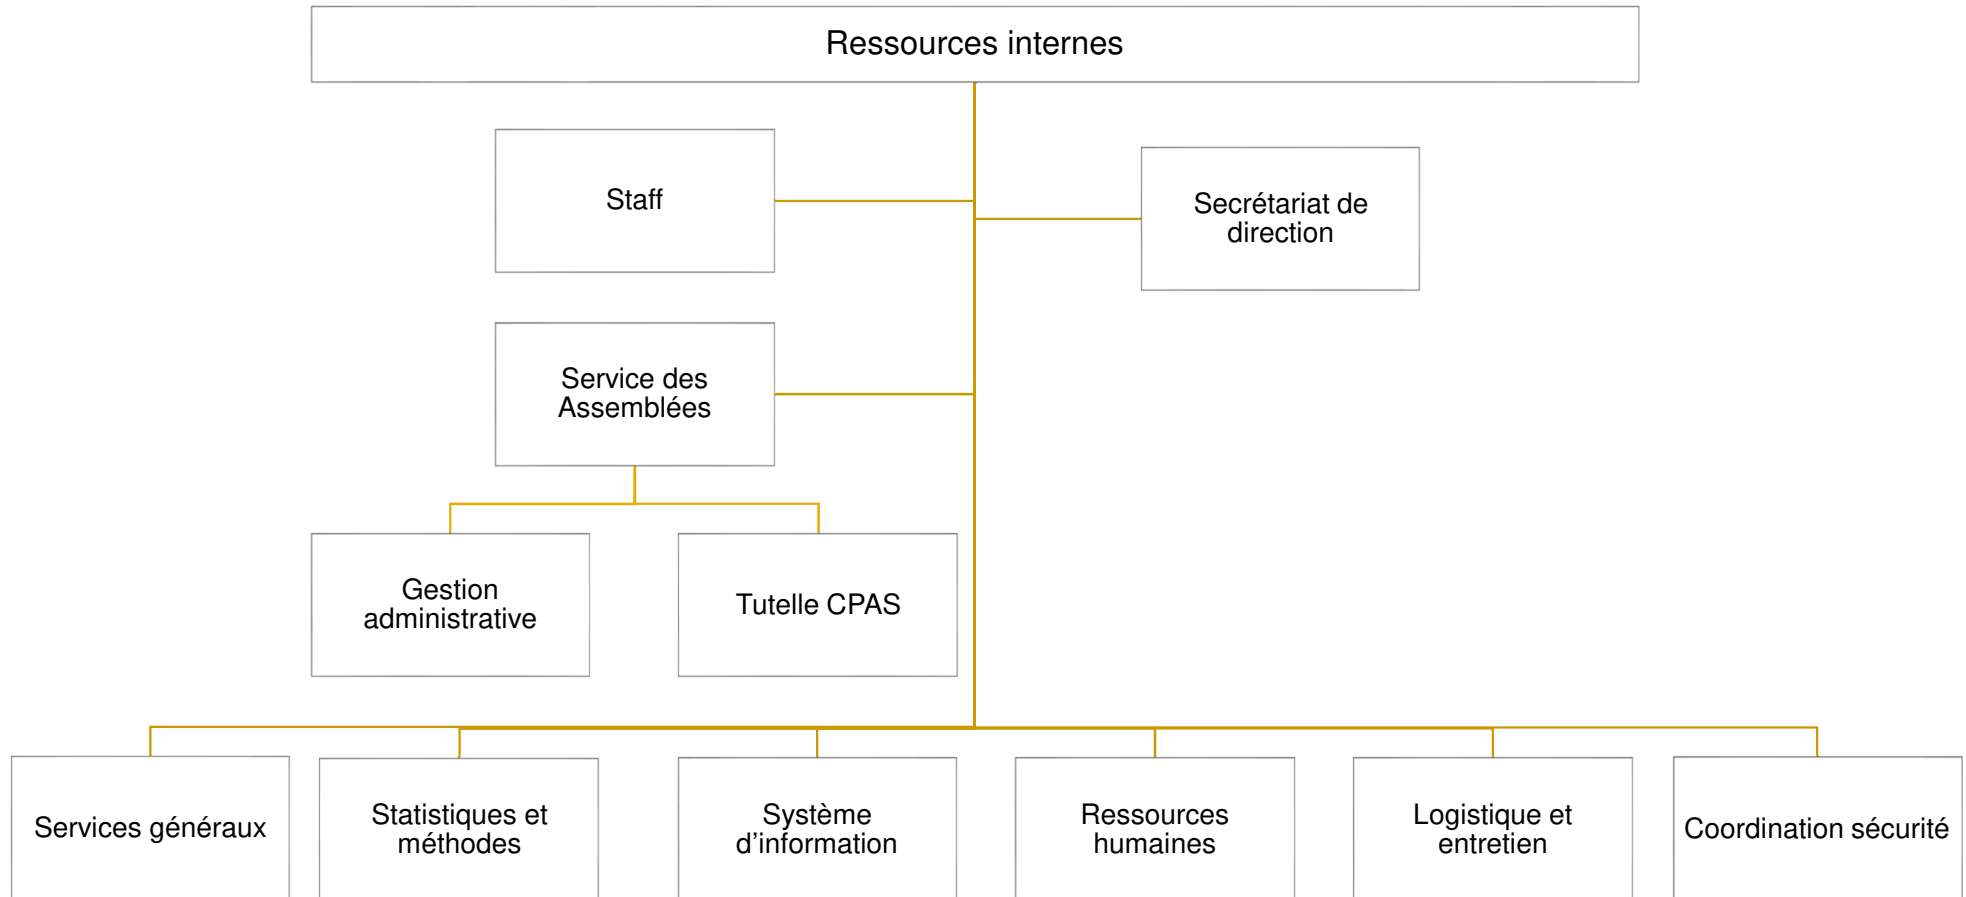 Ressources internes
Staff
Secrétariat de
direction
Service des
Assemblées
Gestion
administrative
Tutelle CPAS
Services généraux
Statistiques et
méthodes
Système
d’information
Ressources
humaines
Logistique et
entretien
Coordination sécurité